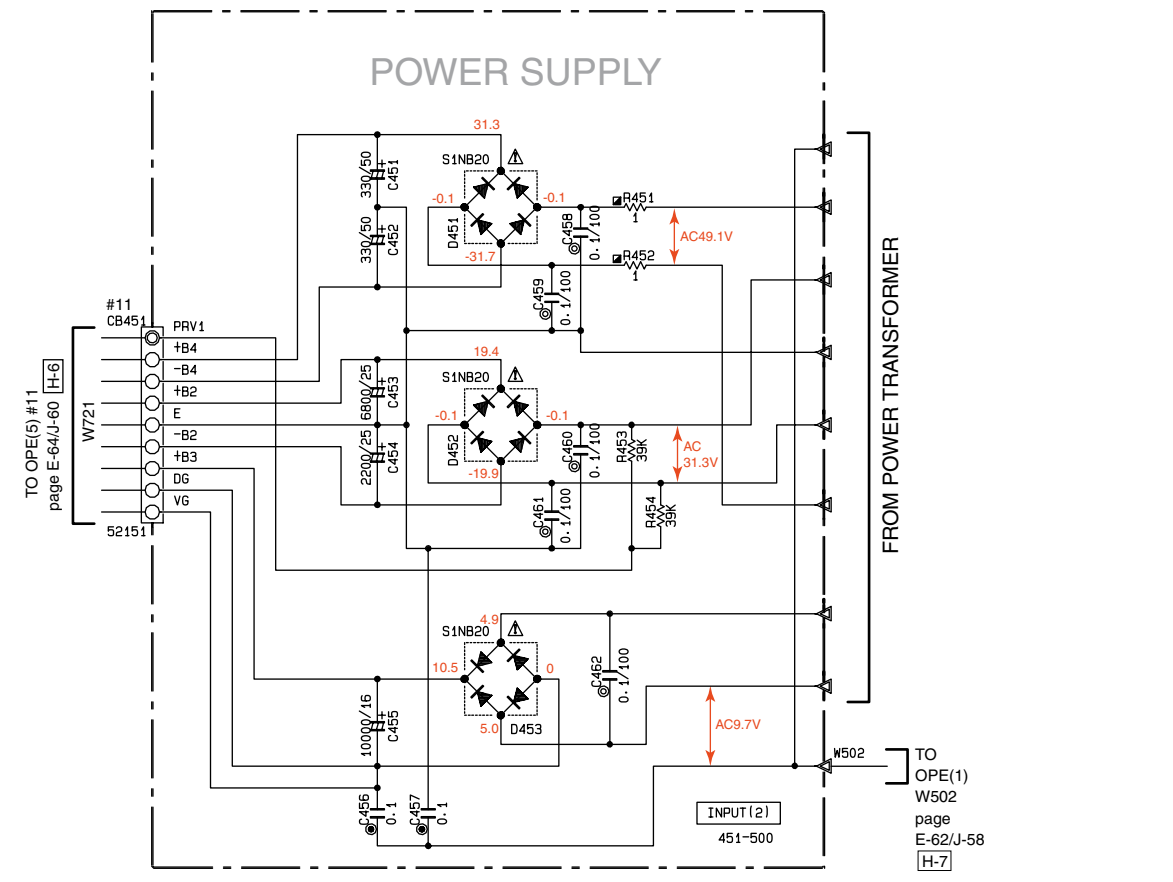 POWER SUPPLY
31.3
S1NB20
330/50
C451
-0.1
-0.1
D451
330/50
C452
-31.7
C458
0.1/100
R451
1
AC49.1V
R452
1
C459
0.1/100
#11
CB451
PRV1
+B4
-B4
+B2
E
-B2
+B3
DG
VG
52151
TO OPE(5) #11
page E-64/J-60 H-6
W721
19.4
S1NB20
6800/25
C453
-0.1
-0.1
D452
2200/25
C454
-19.9
C460
0.1/100
R453
39K
AC
31.3V
C461
0.1/100
R454
39K
FROM POWER TRANSFORMER
4.9
S1NB20
10.5
0
5.0
D453
C462
0.1/100
10000/16
C455
AC9.7V
C456
0.1
C457
0.1
INPUT(2)
451-500
W502
TO
OPE(1)
W502
page
E-62/J-58
H-7